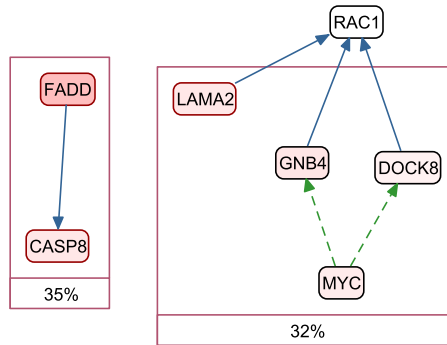 RAC1
FADD
LAMA2
GNB4
DOCK8
CASP8
MYC
35%
32%